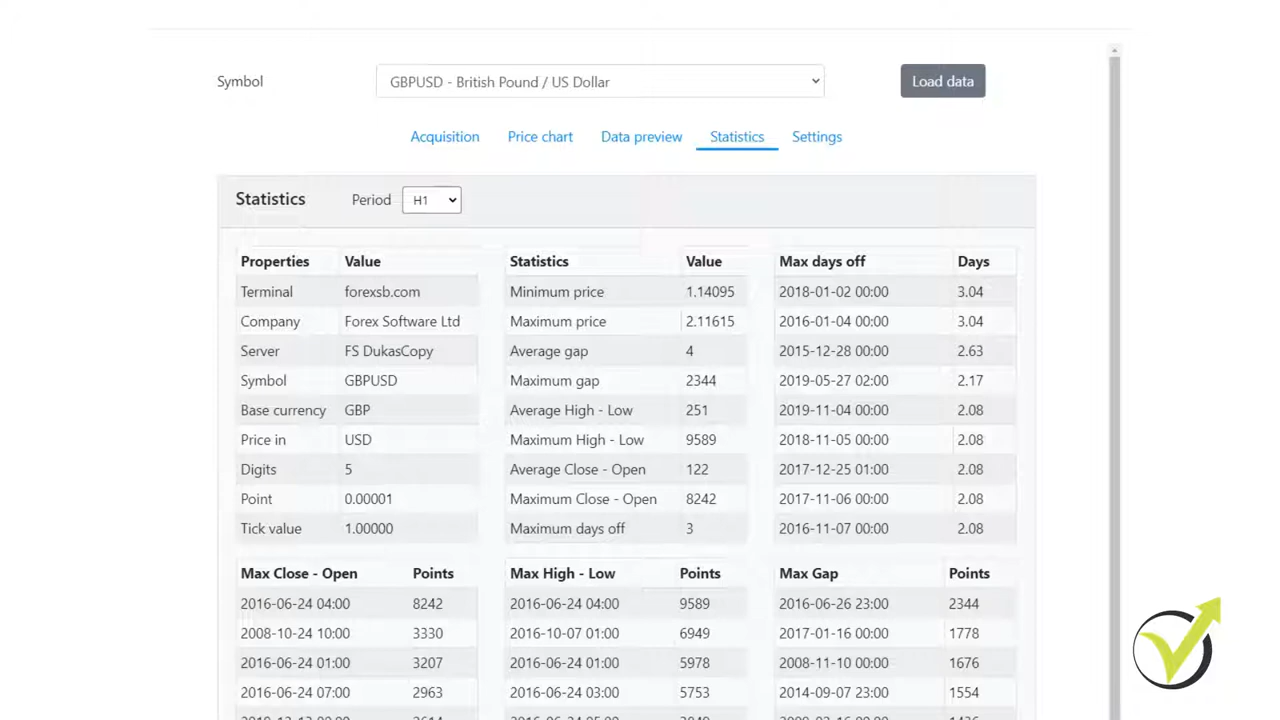 Symbol GBPUSD - British Pound / US Dollar Load data
Acquisition Price chart Data preview Statistics Settings
Statistics Period H1
Properties Value Statistics Value Max days off Days
Terminal forexsb.com Minimum price 1.14095 2018-01-02 00:00 3.04
Company Forex Software Ltd Maximum price 2.11615 2016-01-04 00:00 3.04
Server FS DukasCopy Average gap 4 2015-12-28 00:00 2.63
Symbol GBPUSD Maximum gap 2344 2019-05-27 02:00 2.17
Base currency GBP Average High - Low 251 2019-11-04 00:00 2.08
Price in USD Maximum High - Low 9589 2018-11-05 00:00 2.08
Digits 5 Average Close - Open 122 2017-12-25 01:00 2.08
Point 0.00001 Maximum Close - Open 8242 2017-11-06 00:00 2.08
Tick value 1.00000 Maximum days off 3 2016-11-07 00:00 2.08
Max Close - Open Points Max High - Low Points Max Gap Points
2016-06-24 04:00 8242 2016-06-24 04:00 9589 2016-06-26 23:00 2344
2008-10-24 10:00 3330 2016-10-07 01:00 6949 2017-01-16 00:00 1778
2016-06-24 01:00 3207 2016-06-24 01:00 5978 2008-11-10 00:00 1676
2016-06-24 07:00 2963 2016-06-24 03:00 5753 2014-09-07 23:00 1554